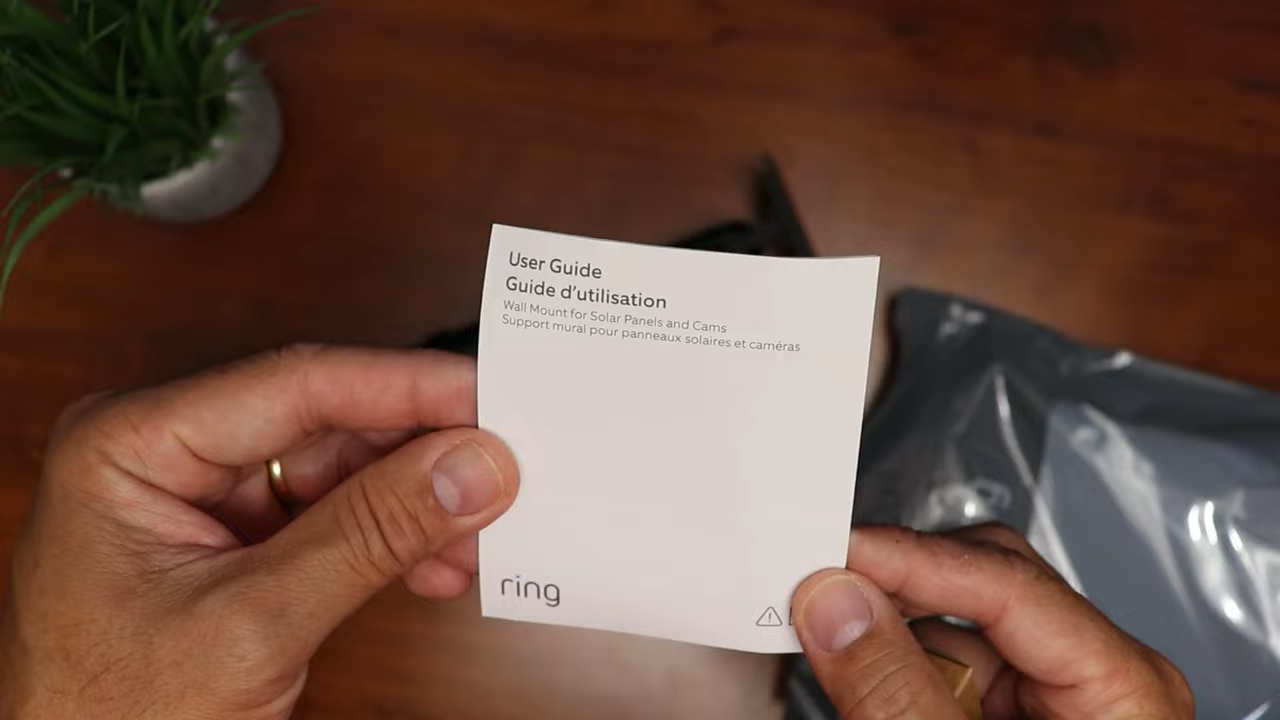 User Guide
Guide d'utilisation
Wall Mount for Solar Panels and Cams
Support mural pour panneaux solaires et caméras
ring